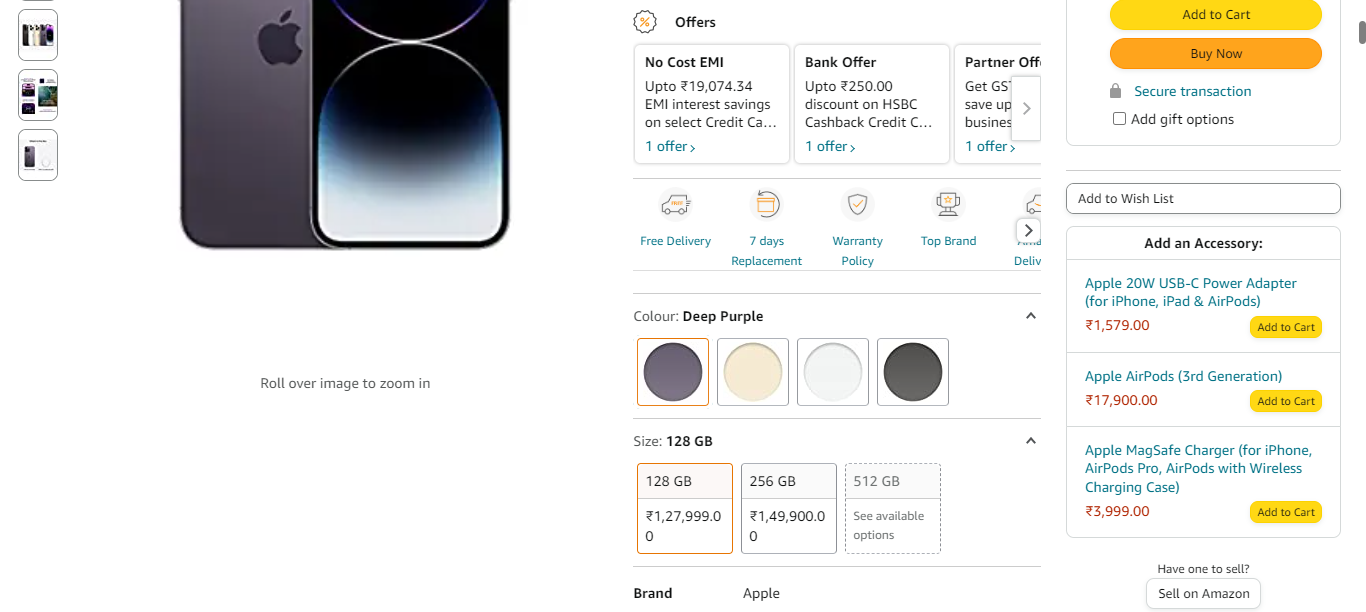 Roll over image to zoom in
Offers
No Cost EMI
Upto ₹19,074.34
EMI interest savings
on select Credit Ca…
1 offer ›
Bank Offer
Upto ₹250.00
discount on HSBC
Cashback Credit C…
1 offer ›
Partner Off
Get GS
save up
busines
1 offer ›
FREE
Free Delivery
7 days
Replacement
Warranty
Policy
Top Brand
Ama
Deliv
Colour: Deep Purple
Size: 128 GB
128 GB
₹1,27,999.0
0
256 GB
₹1,49,900.0
0
512 GB
See available
options
Brand Apple
Add to Cart
Buy Now
Secure transaction
Add gift options
Add to Wish List
Add an Accessory:
Apple 20W USB-C Power Adapter
(for iPhone, iPad & AirPods)
₹1,579.00 Add to Cart
Apple AirPods (3rd Generation)
₹17,900.00 Add to Cart
Apple MagSafe Charger (for iPhone,
AirPods Pro, AirPods with Wireless
Charging Case)
₹3,999.00 Add to Cart
Have one to sell?
Sell on Amazon